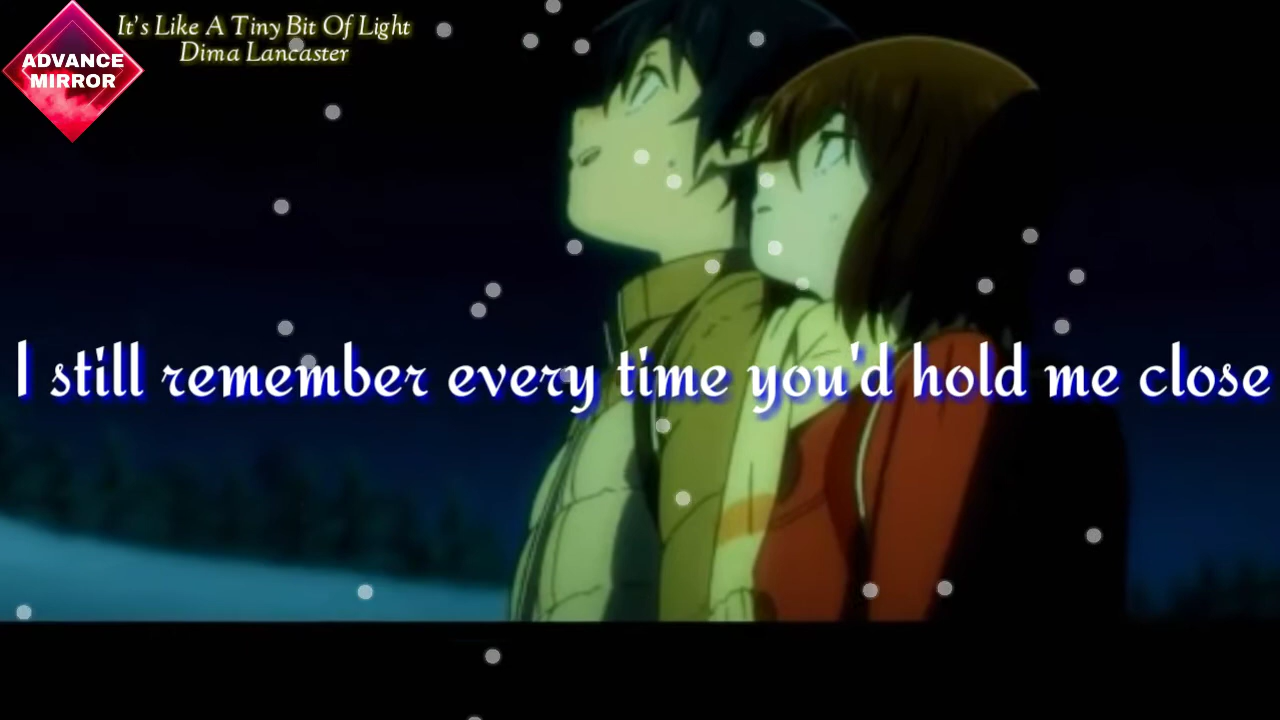 It's Like A Tiny Bit Of Light
Dima Lancaster
ADVANCE
MIRROR
I still remember every time you'd hold me close